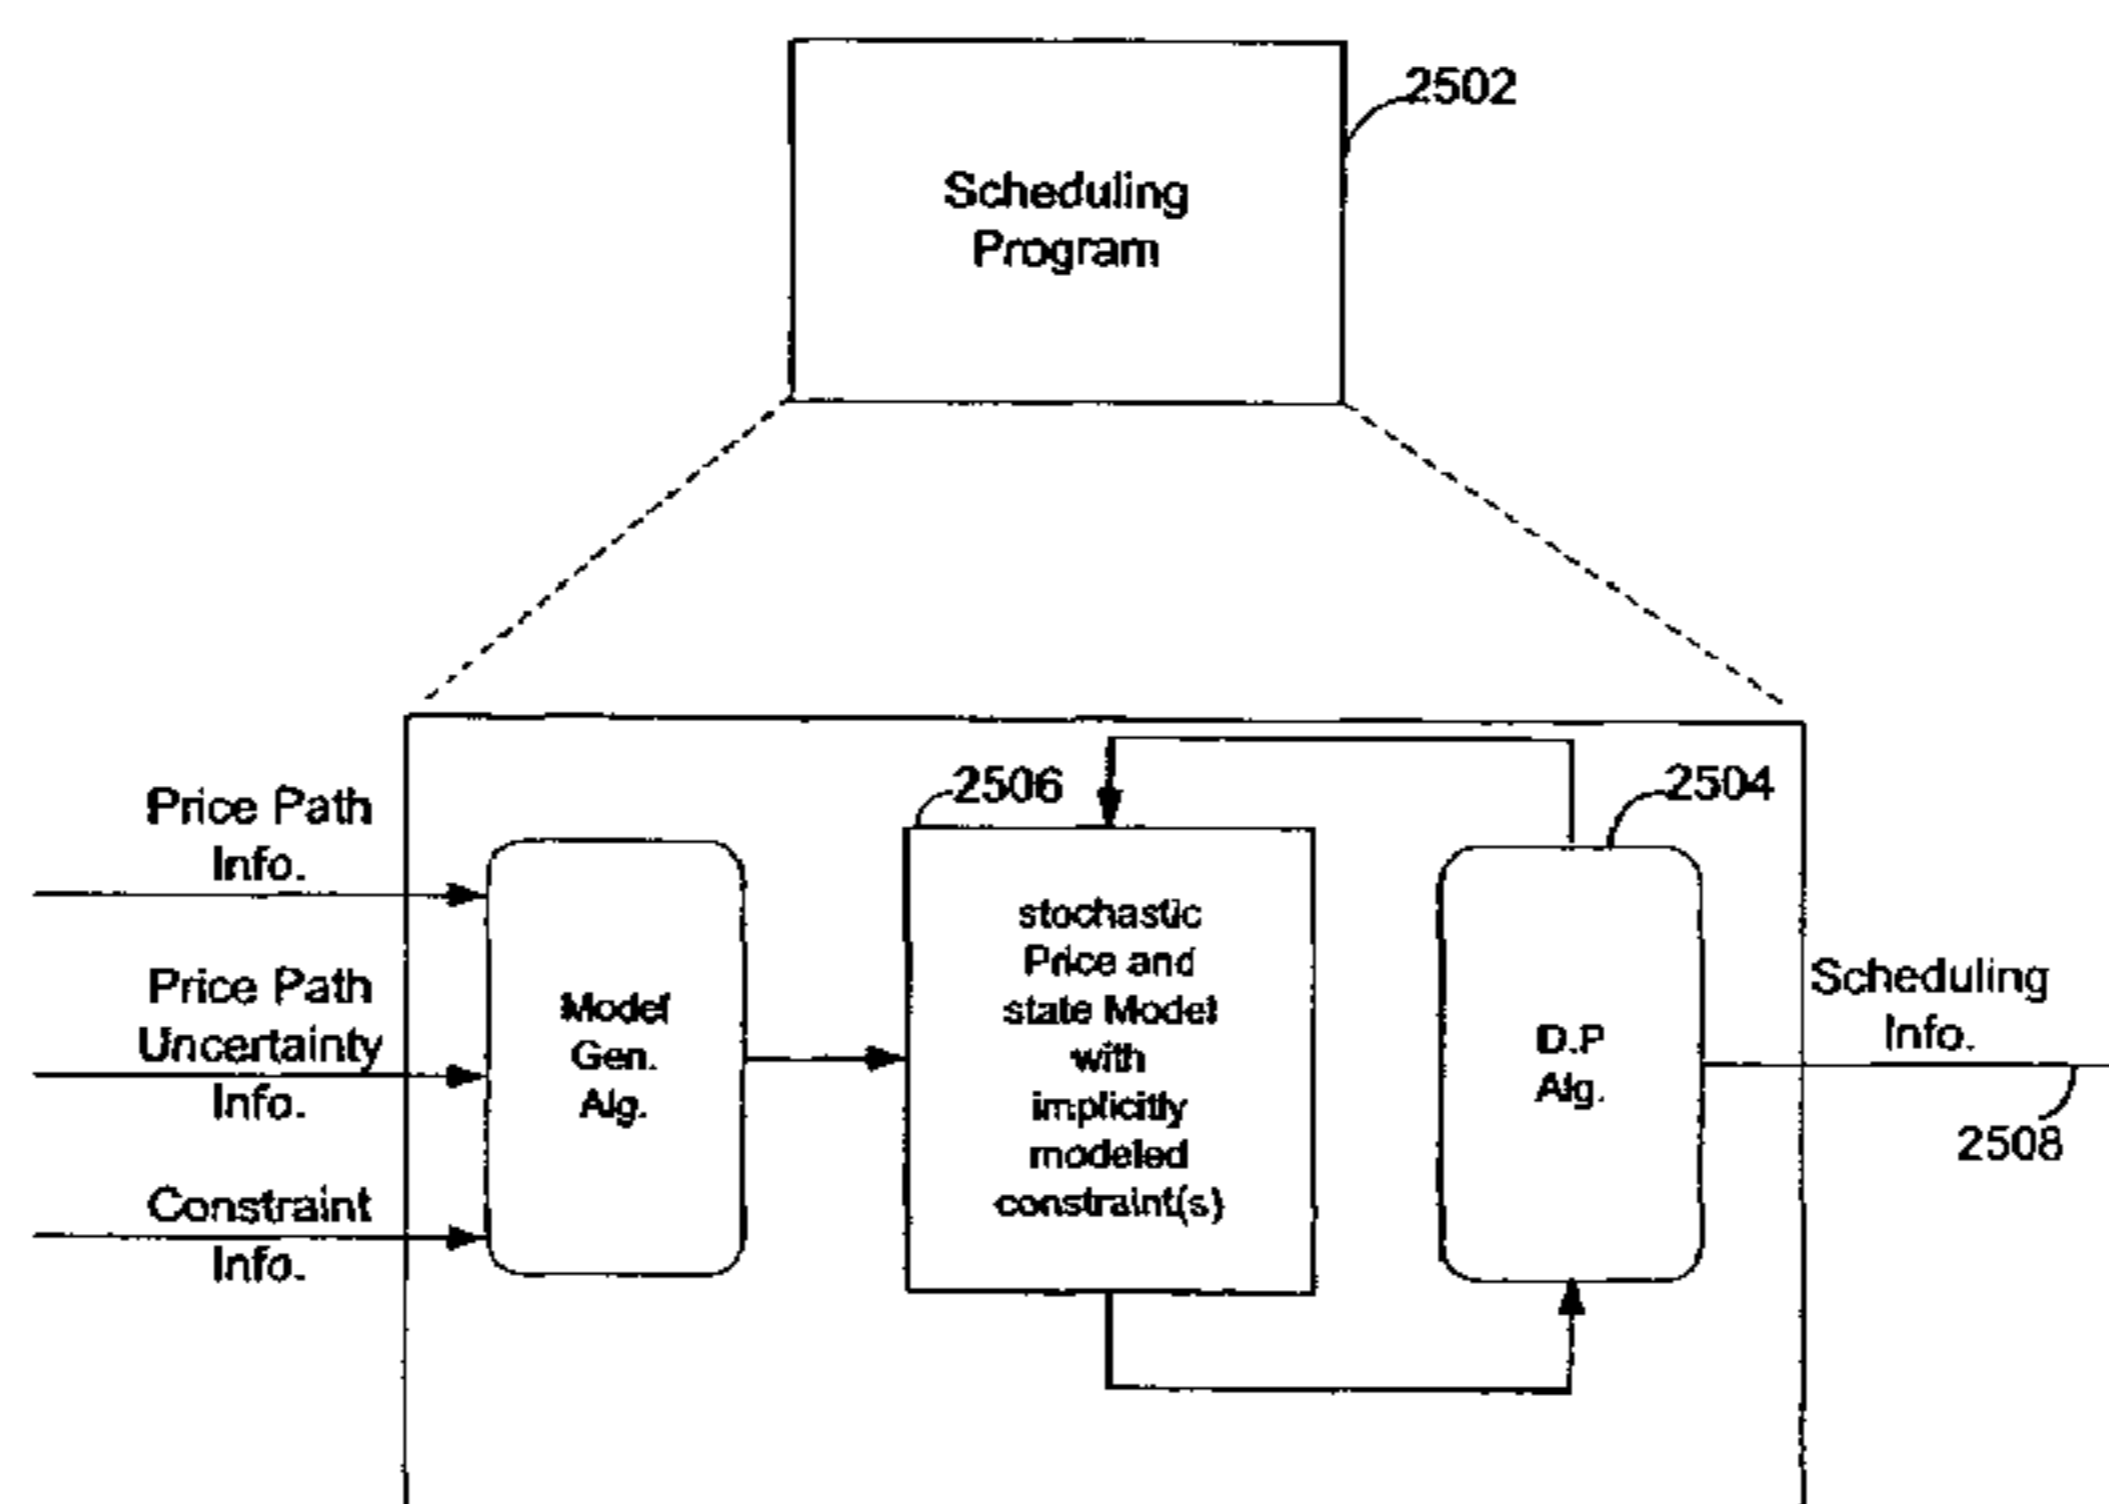 2502
Scheduling
Program
2506
2504
Price Path
Info.
Price Path
Uncertainty
Info.
Constraint
Info.
Model
Gen.
Alg.
stochastic
Price and
state Model
with
implicitly
modeled
constraint(s)
D.P
Alg.
Scheduling
Info.
2508